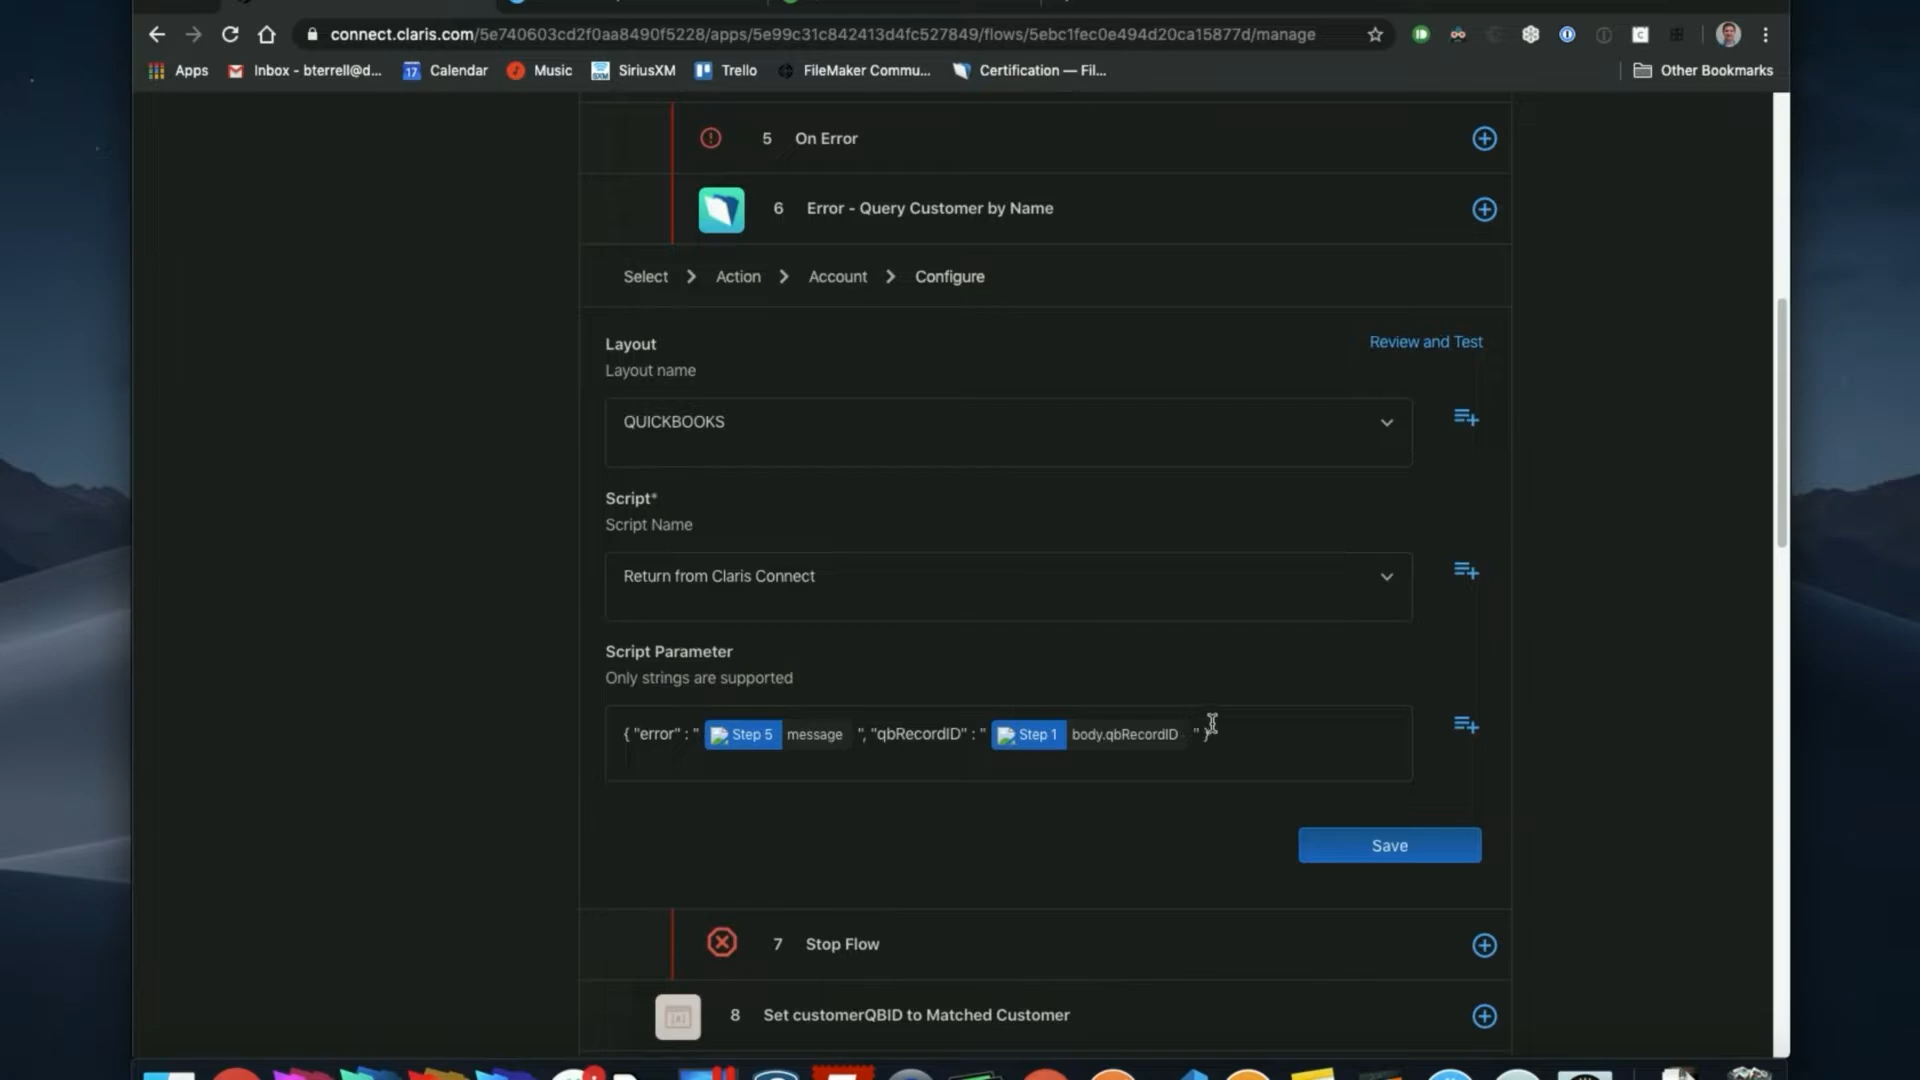 connect.claris.com/5e740603cd2f0aa8490f5228/apps/5e99c31c842413d4fc527849/flows/5ebc1fec0e494d20ca15877d/manage
Apps Inbox - bterrell@d... 17 Calendar Music SXM SiriusXM Trello FileMaker Commu... Certification — Fil... Other Bookmarks
5 On Error
6 Error - Query Customer by Name
Select Action Account Configure
Layout Review and Test
Layout name
QUICKBOOKS
Script*
Script Name
Return from Claris Connect
Script Parameter
Only strings are supported
{ "error" : " Step 5 message ", "qbRecordID" : " Step 1 body.qbRecordID " }
Save
7 Stop Flow
8 Set customerQBID to Matched Customer